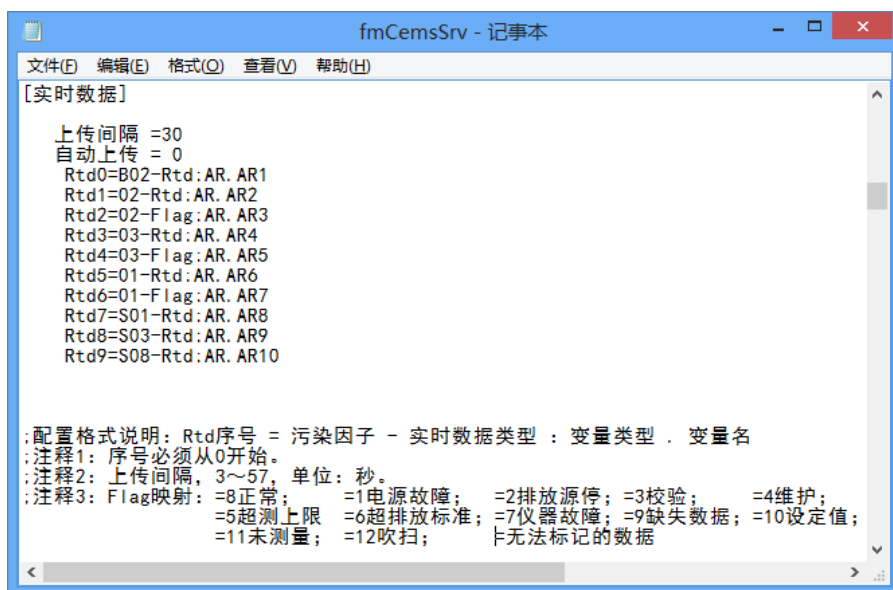 fmCemsSrv - 记事本
文件(F) 编辑(E) 格式(O) 查看(V) 帮助(H)
[实时数据]
上传间隔 =30
自动上传 = 0
Rtd0=B02-Rtd:AR.AR1
Rtd1=02-Rtd:AR.AR2
Rtd2=02-Flag:AR.AR3
Rtd3=03-Rtd:AR.AR4
Rtd4=03-Flag:AR.AR5
Rtd5=01-Rtd:AR.AR6
Rtd6=01-Flag:AR.AR7
Rtd7=S01-Rtd:AR.AR8
Rtd8=S03-Rtd:AR.AR9
Rtd9=S08-Rtd:AR.AR10
;配置格式说明: Rtd序号 = 污染因子 - 实时数据类型 : 变量类型 . 变量名
;注释1: 序号必须从0开始。
;注释2: 上传间隔, 3～57, 单位: 秒。
;注释3: Flag映射: =8正常; =1电源故障; =2排放源停; =3校验; =4维护;
=5超测上限 =6超排放标准; =7仪器故障; =9缺失数据; =10设定值;
=11未测量; =12吹扫; =无法标记的数据